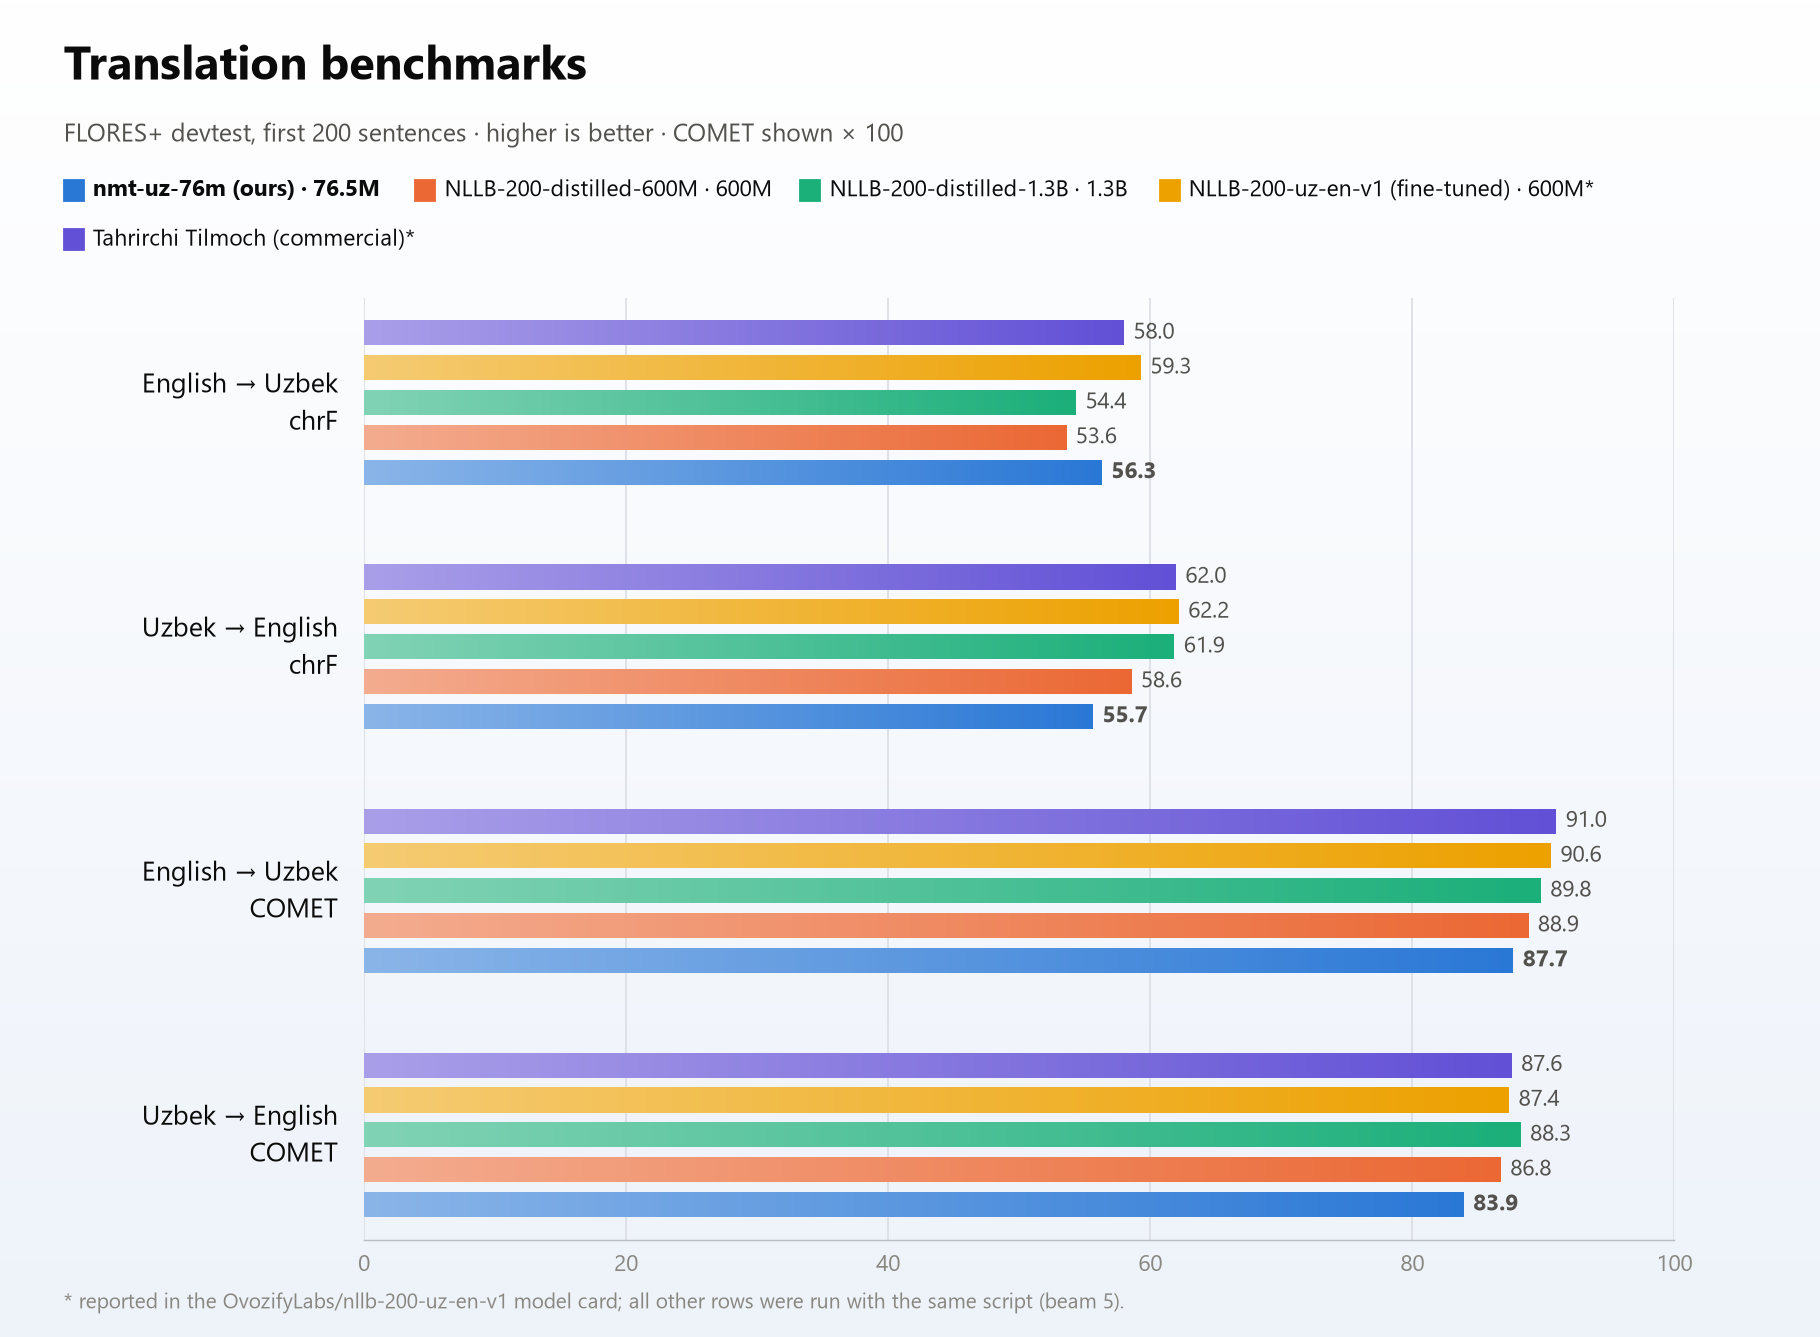 Translation benchmarks
FLORES+ devtest, first 200 sentences · higher is better · COMET shown × 100
nmt-uz-76m (ours) · 76.5M NLLB-200-distilled-600M · 600M NLLB-200-distilled-1.3B · 1.3B NLLB-200-uz-en-v1 (fine-tuned) · 600M*
Tahrirchi Tilmoch (commercial)*
English → Uzbek
chrF
58.0
59.3
54.4
53.6
56.3
Uzbek → English
chrF
62.0
62.2
61.9
58.6
55.7
English → Uzbek
COMET
91.0
90.6
89.8
88.9
87.7
Uzbek → English
COMET
87.6
87.4
88.3
86.8
83.9
0 20 40 60 80 100
* reported in the OvozifyLabs/nllb-200-uz-en-v1 model card; all other rows were run with the same script (beam 5).